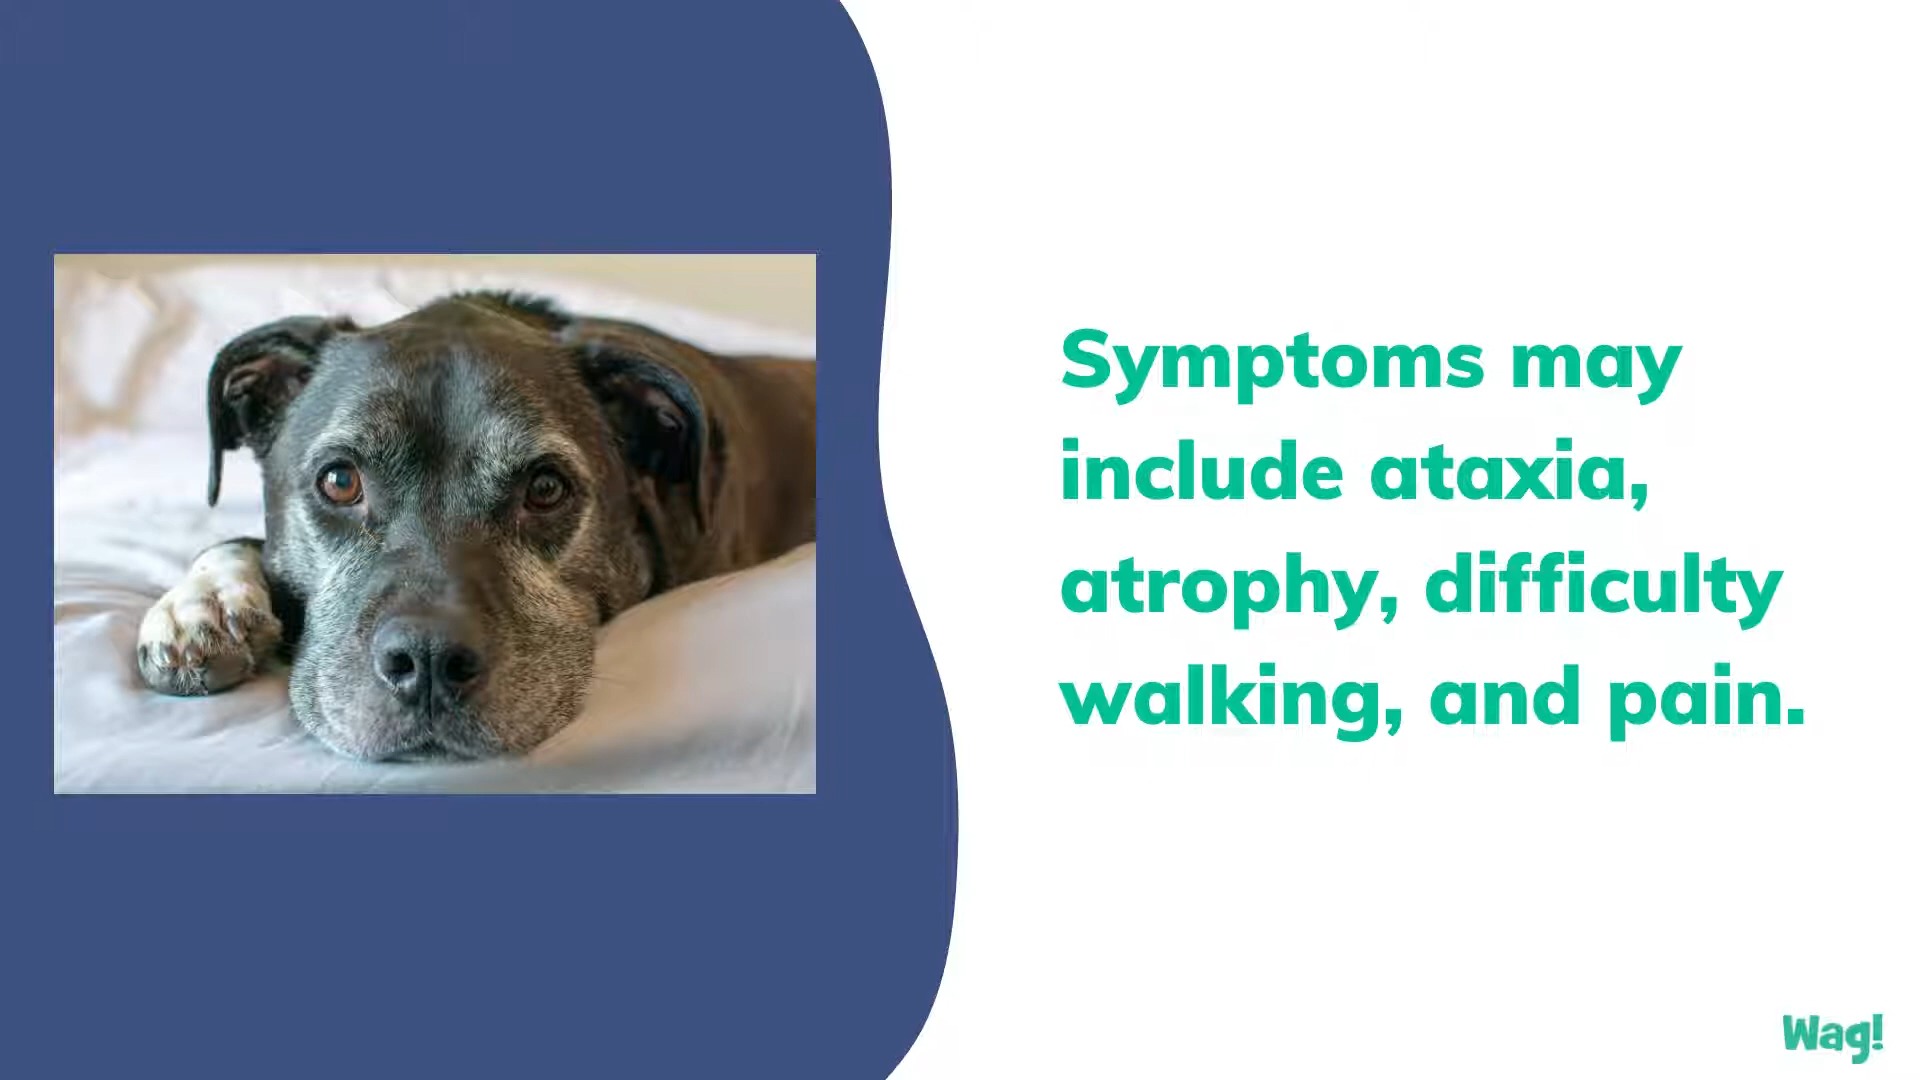 Symptoms may
include ataxia,
atrophy, difficulty
walking, and pain.
Wag!